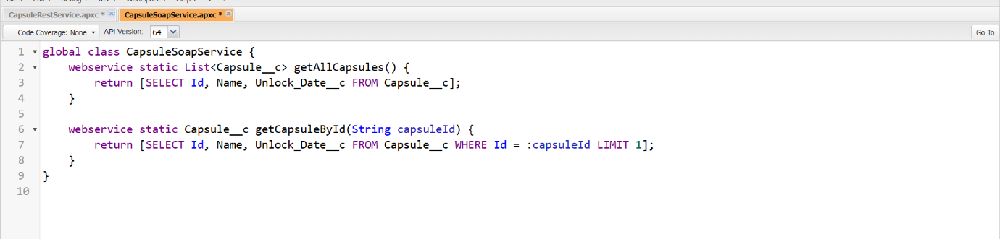 CapsuleRestService.apxc *
CapsuleSoapService.apxc *
Code Coverage: None
API Version:
64
Go To
1 global class CapsuleSoapService {
2 webservice static List<Capsule__c> getAllCapsules() {
3 return [SELECT Id, Name, Unlock_Date__c FROM Capsule__c];
4 }
5
6 webservice static Capsule__c getCapsuleById(String capsuleId) {
7 return [SELECT Id, Name, Unlock_Date__c FROM Capsule__c WHERE Id = :capsuleId LIMIT 1];
8 }
9 }
10